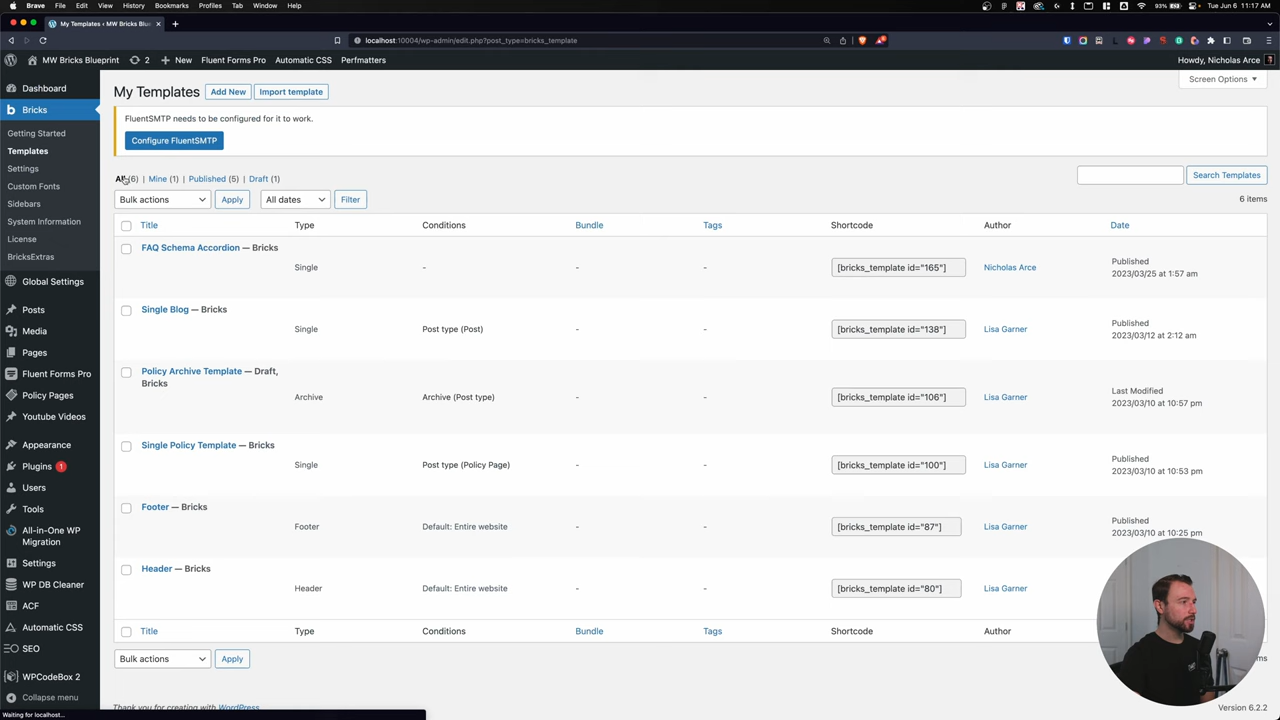 Brave File Edit View History Bookmarks Profiles Tab Window Help
93% Tue Jun 6 11:17 AM
My Templates ‹ MW Bricks Blu
localhost:10004/wp-admin/edit.php?post_type=bricks_template
MW Bricks Blueprint 2 New Fluent Forms Pro Automatic CSS Perfmatters
Howdy, Nicholas Arce
Dashboard
Bricks
Getting Started
Templates
Settings
Custom Fonts
Sidebars
System Information
License
BricksExtras
Global Settings
Posts
Media
Pages
Fluent Forms Pro
Policy Pages
Youtube Videos
Appearance
Plugins 1
Users
Tools
All-in-One WP
Migration
Settings
WP DB Cleaner
ACF
Automatic CSS
SEO
WPCodeBox 2
Collapse menu
Waiting for localhost...
My Templates Add New Import template
Screen Options
FluentSMTP needs to be configured for it to work.
Configure FluentSMTP
All (6) | Mine (1) | Published (5) | Draft (1)
Search Templates
Bulk actions Apply All dates Filter
6 items
Title Type Conditions Bundle Tags Shortcode Author Date
FAQ Schema Accordion — Bricks
Single - - - [bricks_template id="165"] Nicholas Arce Published
2023/03/25 at 1:57 am
Single Blog — Bricks
Single Post type (Post) - - [bricks_template id="138"] Lisa Garner Published
2023/03/12 at 2:12 am
Policy Archive Template — Draft,
Bricks
Archive Archive (Post type) - - [bricks_template id="106"] Lisa Garner Last Modified
2023/03/10 at 10:57 pm
Single Policy Template — Bricks
Single Post type (Policy Page) - - [bricks_template id="100"] Lisa Garner Published
2023/03/10 at 10:53 pm
Footer — Bricks
Footer Default: Entire website - - [bricks_template id="87"] Lisa Garner Published
2023/03/10 at 10:25 pm
Header — Bricks
Header Default: Entire website - - [bricks_template id="80"] Lisa Garner
Title Type Conditions Bundle Tags Shortcode Author
Bulk actions Apply
Thank you for creating with WordPress.
Version 6.2.2